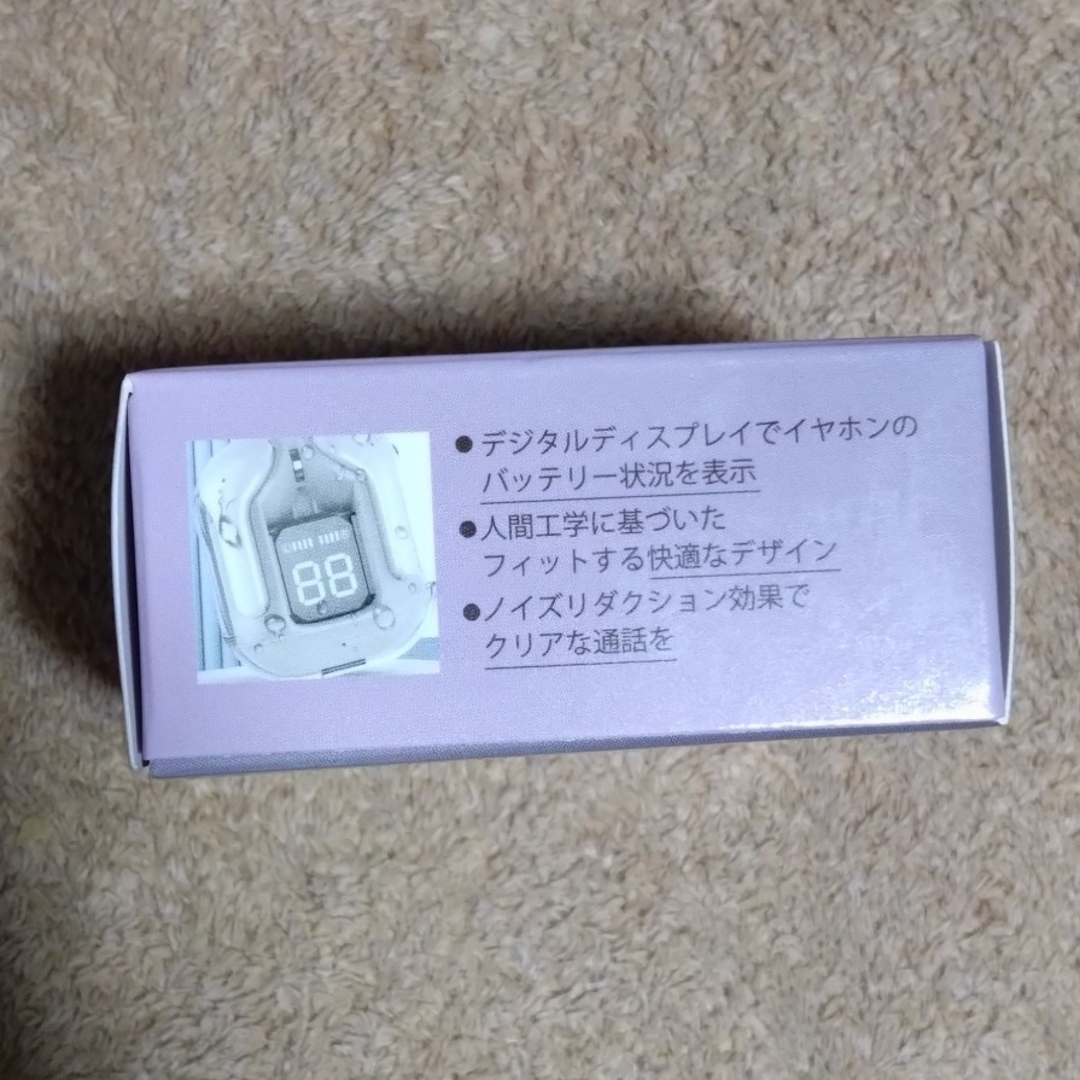 ● デジタルディスプレイでイヤホンの
バッテリー状況を表示
● 人間工学に基づいた
フィットする快適なデザイン
● ノイズリダクション効果で
クリアな通話を
88